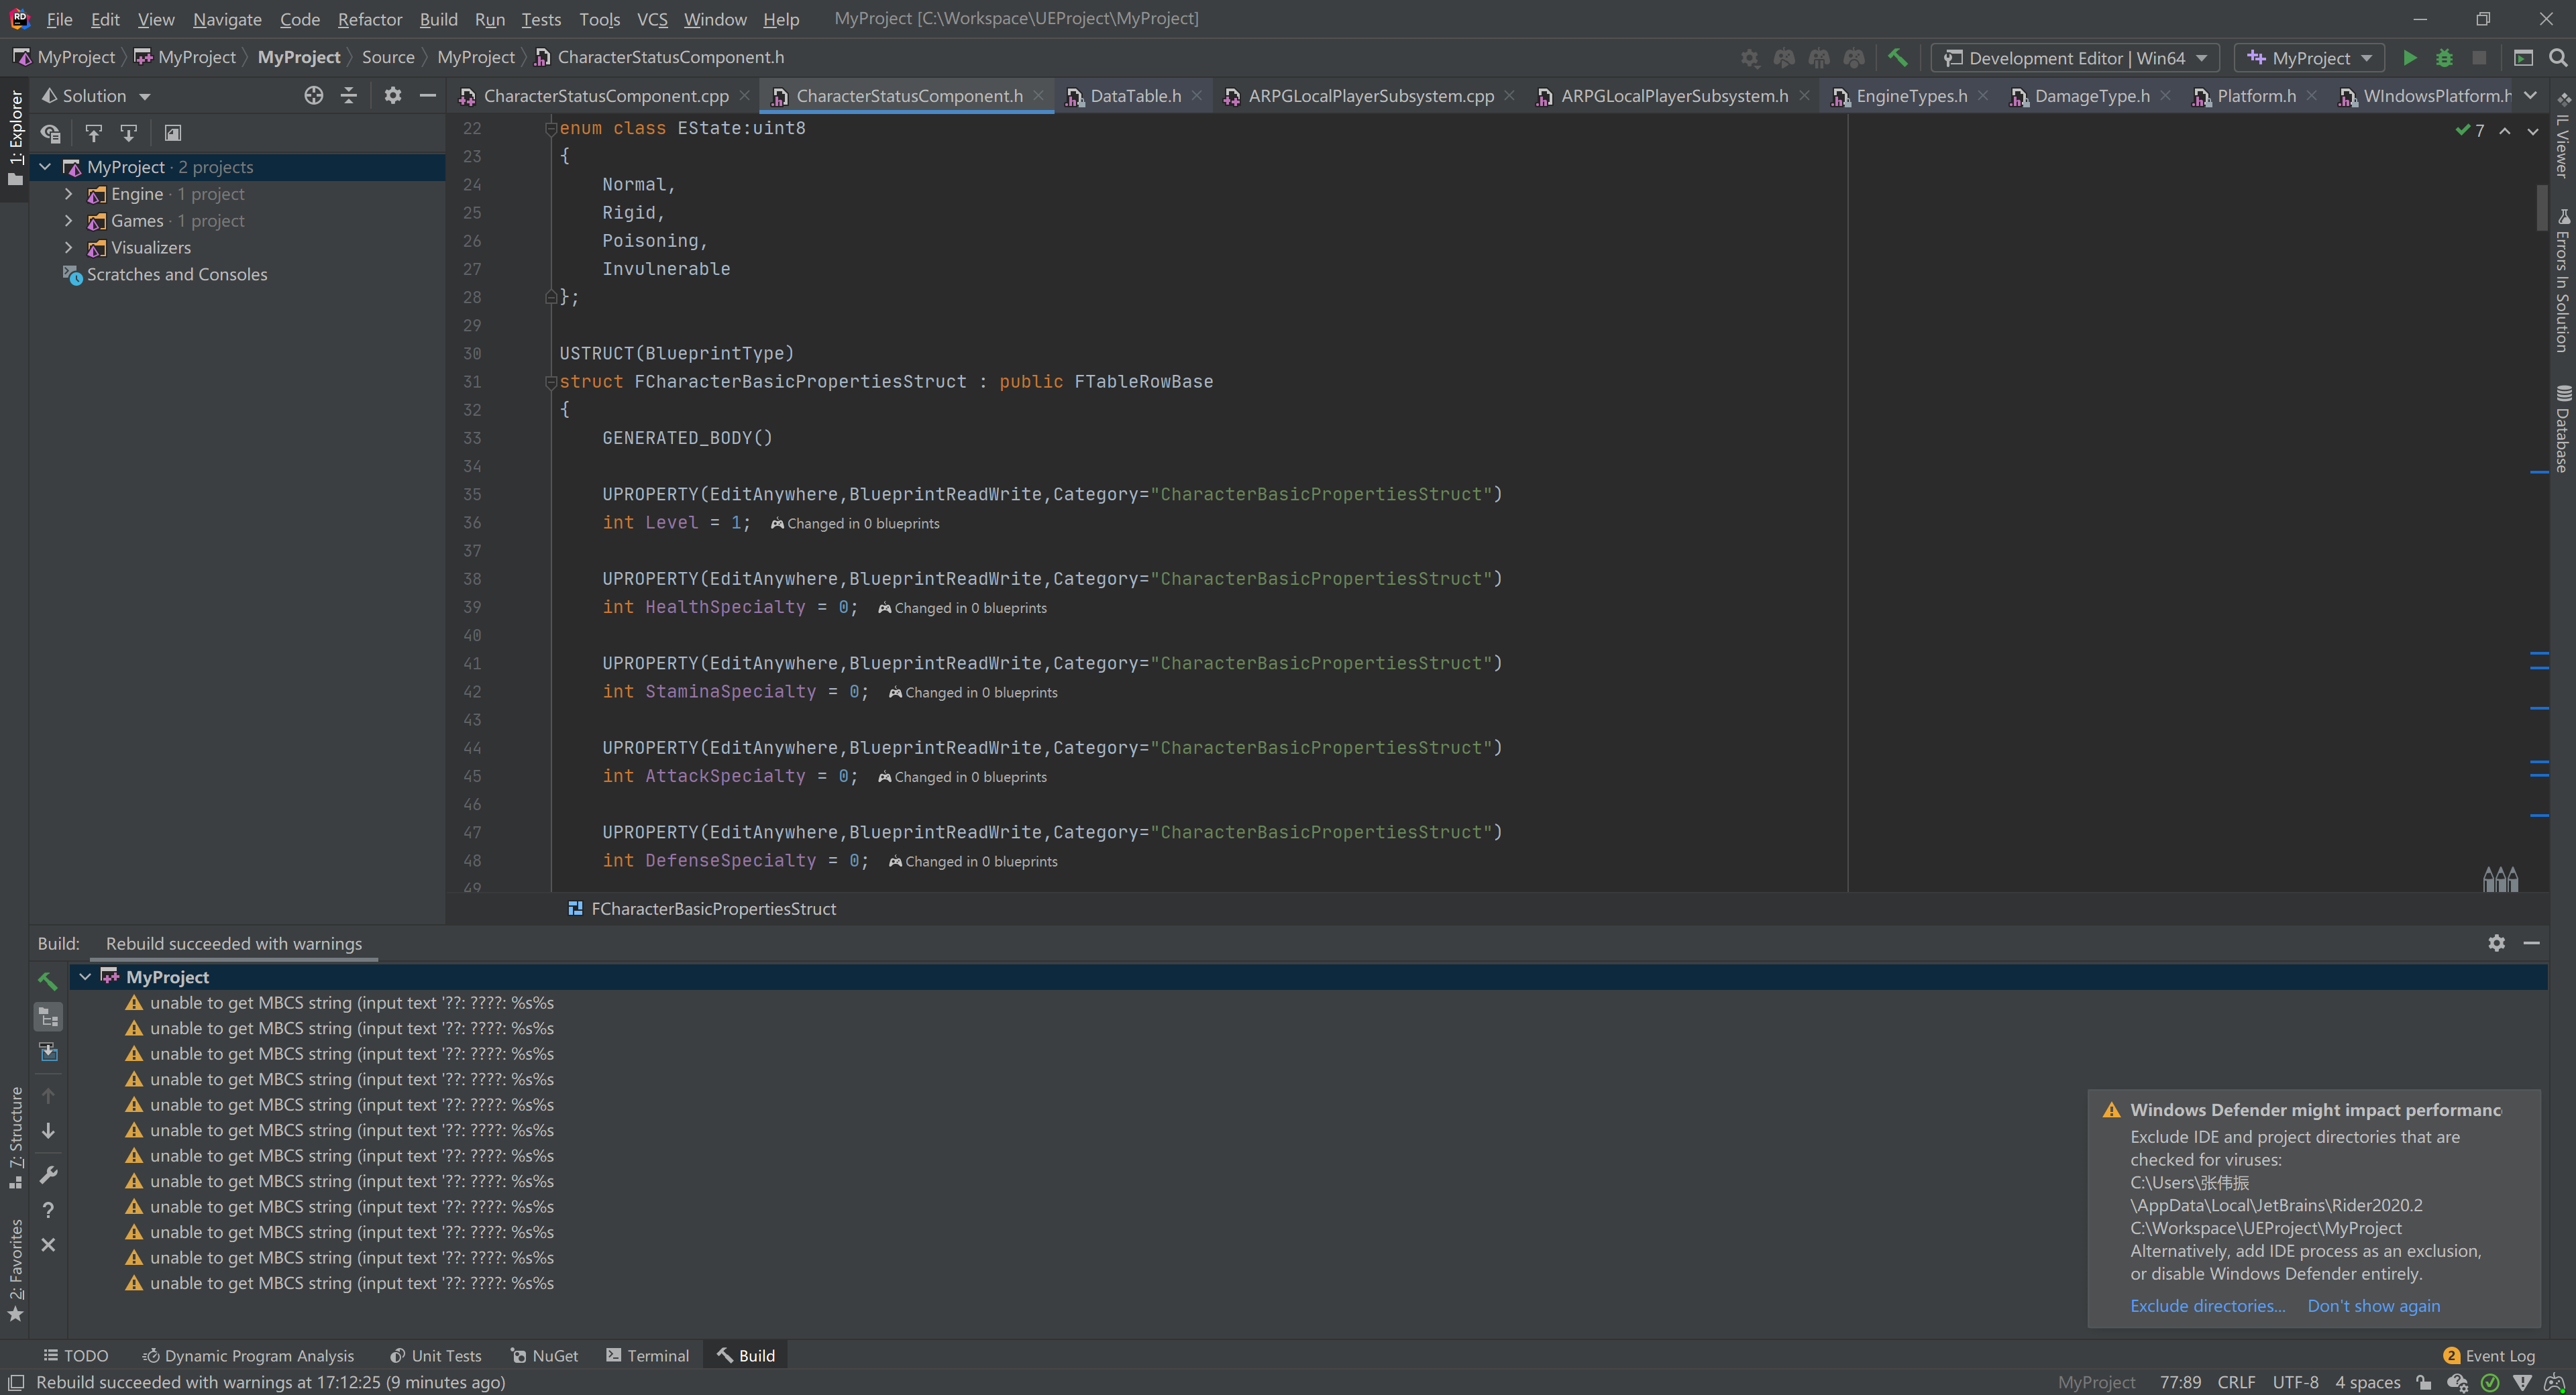 File Edit View Navigate Code Refactor Build Run Tests Tools VCS Window Help MyProject [C:\Workspace\UEProject\MyProject]
MyProject MyProject MyProject Source MyProject CharacterStatusComponent.h Development Editor | Win64 MyProject
Solution CharacterStatusComponent.cpp CharacterStatusComponent.h DataTable.h ARPGLocalPlayerSubsystem.cpp ARPGLocalPlayerSubsystem.h EngineTypes.h DamageType.h Platform.h WIndowsPlatform.h
1: Explorer
MyProject · 2 projects
Engine · 1 project
Games · 1 project
Visualizers
Scratches and Consoles
22 enum class EState:uint8
23 {
24 Normal,
25 Rigid,
26 Poisoning,
27 Invulnerable
28 };
29
30 USTRUCT(BlueprintType)
31 struct FCharacterBasicPropertiesStruct : public FTableRowBase
32 {
33 GENERATED_BODY()
34
35 UPROPERTY(EditAnywhere,BlueprintReadWrite,Category="CharacterBasicPropertiesStruct")
36 int Level = 1; Changed in 0 blueprints
37
38 UPROPERTY(EditAnywhere,BlueprintReadWrite,Category="CharacterBasicPropertiesStruct")
39 int HealthSpecialty = 0; Changed in 0 blueprints
40
41 UPROPERTY(EditAnywhere,BlueprintReadWrite,Category="CharacterBasicPropertiesStruct")
42 int StaminaSpecialty = 0; Changed in 0 blueprints
43
44 UPROPERTY(EditAnywhere,BlueprintReadWrite,Category="CharacterBasicPropertiesStruct")
45 int AttackSpecialty = 0; Changed in 0 blueprints
46
47 UPROPERTY(EditAnywhere,BlueprintReadWrite,Category="CharacterBasicPropertiesStruct")
48 int DefenseSpecialty = 0; Changed in 0 blueprints
49
7
IL Viewer
Errors In Solution
Database
FCharacterBasicPropertiesStruct
Build: Rebuild succeeded with warnings
MyProject
unable to get MBCS string (input text '??: ????: %s%s
unable to get MBCS string (input text '??: ????: %s%s
unable to get MBCS string (input text '??: ????: %s%s
unable to get MBCS string (input text '??: ????: %s%s
unable to get MBCS string (input text '??: ????: %s%s
unable to get MBCS string (input text '??: ????: %s%s
unable to get MBCS string (input text '??: ????: %s%s
unable to get MBCS string (input text '??: ????: %s%s
unable to get MBCS string (input text '??: ????: %s%s
unable to get MBCS string (input text '??: ????: %s%s
unable to get MBCS string (input text '??: ????: %s%s
unable to get MBCS string (input text '??: ????: %s%s
7: Structure
2: Favorites
Windows Defender might impact performanc
Exclude IDE and project directories that are
checked for viruses:
C:\Users\张伟振
\AppData\Local\JetBrains\Rider2020.2
C:\Workspace\UEProject\MyProject
Alternatively, add IDE process as an exclusion,
or disable Windows Defender entirely.
Exclude directories... Don't show again
TODO Dynamic Program Analysis Unit Tests NuGet Terminal Build 2 Event Log
Rebuild succeeded with warnings at 17:12:25 (9 minutes ago) MyProject 77:89 CRLF UTF-8 4 spaces